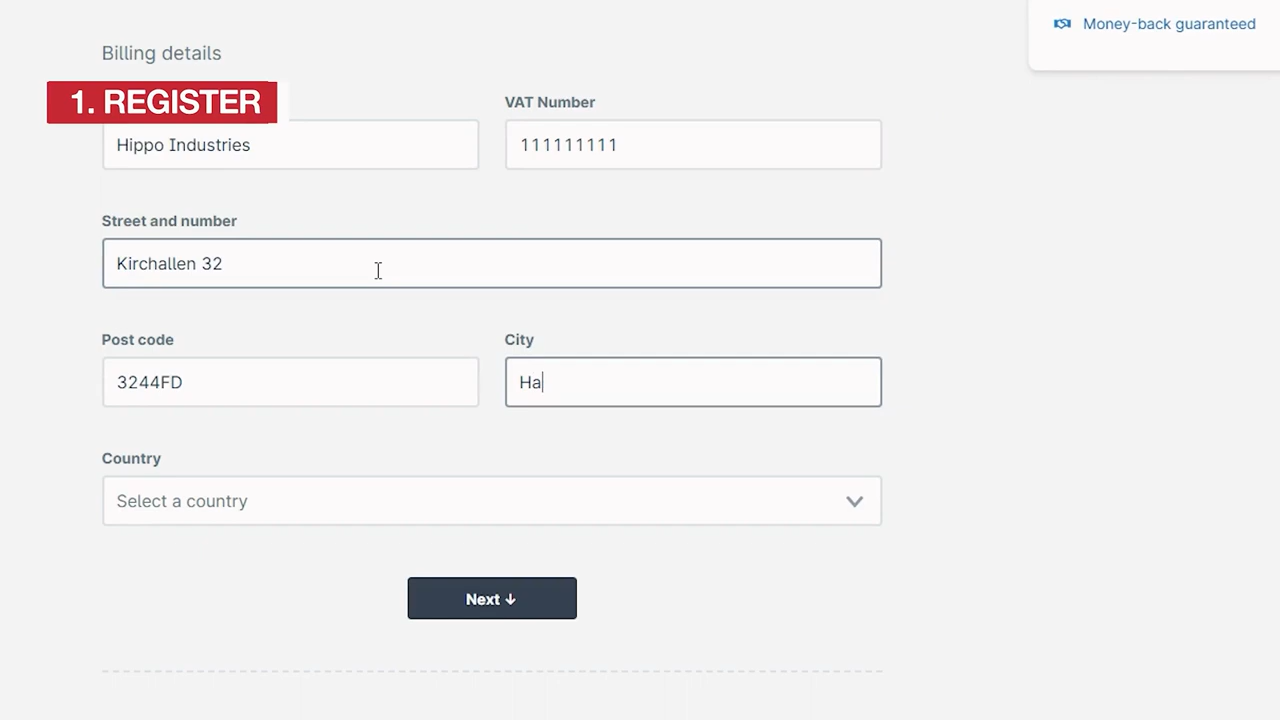 Money-back guaranteed
Billing details
1. REGISTER
VAT Number
Hippo Industries
111111111
Street and number
Kirchallen 32
Post code
City
3244FD
Ha
Country
Select a country
Next ↓